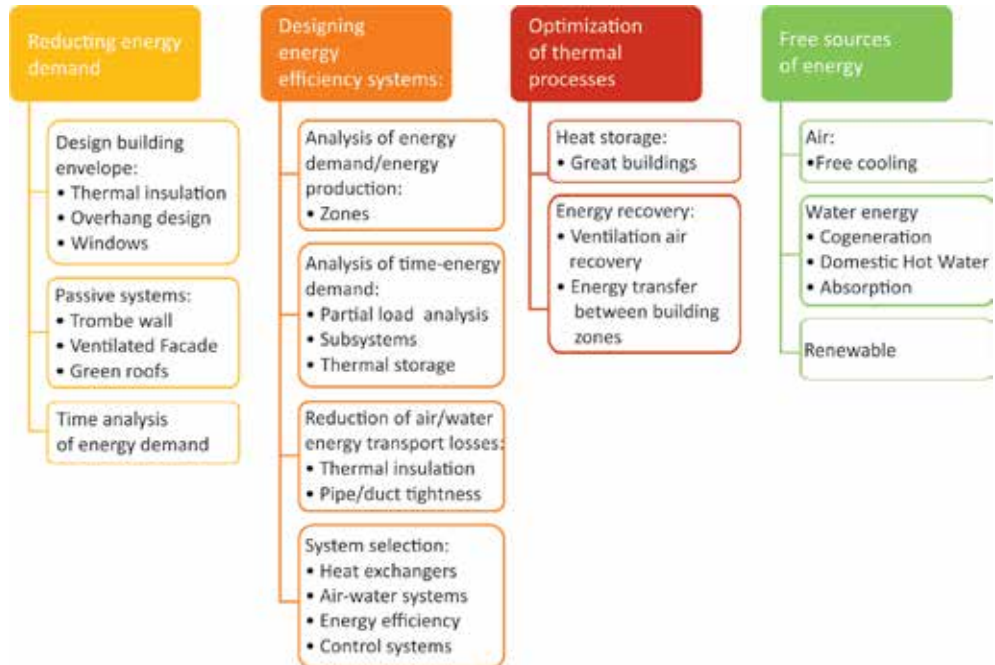 Reducting energy
demand
Design building
envelope:
• Thermal insulation
• Overhang design
• Windows
Passive systems:
• Trombe wall
• Ventilated Facade
• Green roofs
Time analysis
of energy demand
Designing
energy
efficiency systems:
Analysis of energy
demand/energy
production:
• Zones
Analysis of time-energy
demand:
• Partial load analysis
• Subsystems
• Thermal storage
Reduction of air/water
energy transport losses:
• Thermal insulation
• Pipe/duct tightness
System selection:
• Heat exchangers
• Air-water systems
• Energy efficiency
• Control systems
Optimization
of thermal
processes
Heat storage:
• Great buildings
Energy recovery:
• Ventilation air
recovery
• Energy transfer
between building
zones
Free sources
of energy
Air:
•Free cooling
Water energy
• Cogeneration
• Domestic Hot Water
• Absorption
Renewable